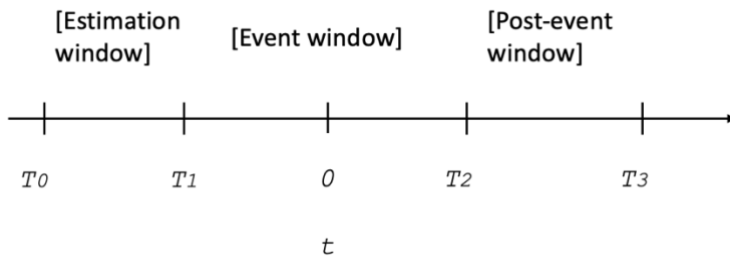 [Estimation
window]
[Event window]
[Post-event
window]
T0 T1 0 T2 T3
t